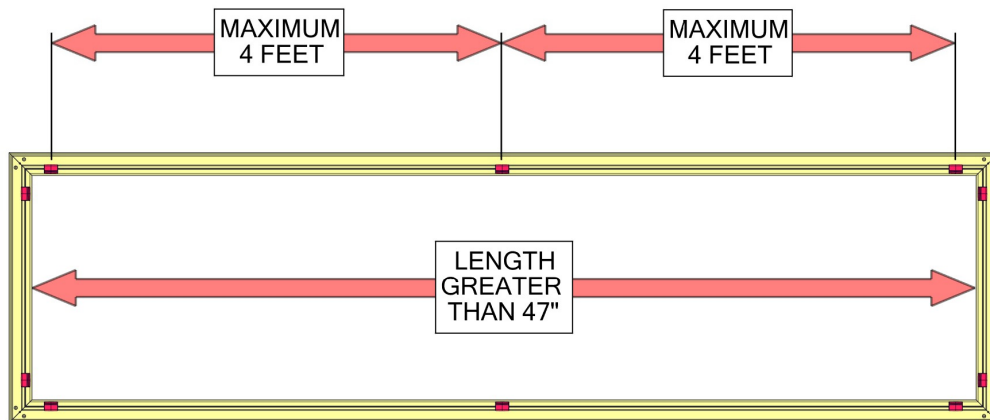 MAXIMUM
4 FEET
MAXIMUM
4 FEET
LENGTH
GREATER
THAN 47"